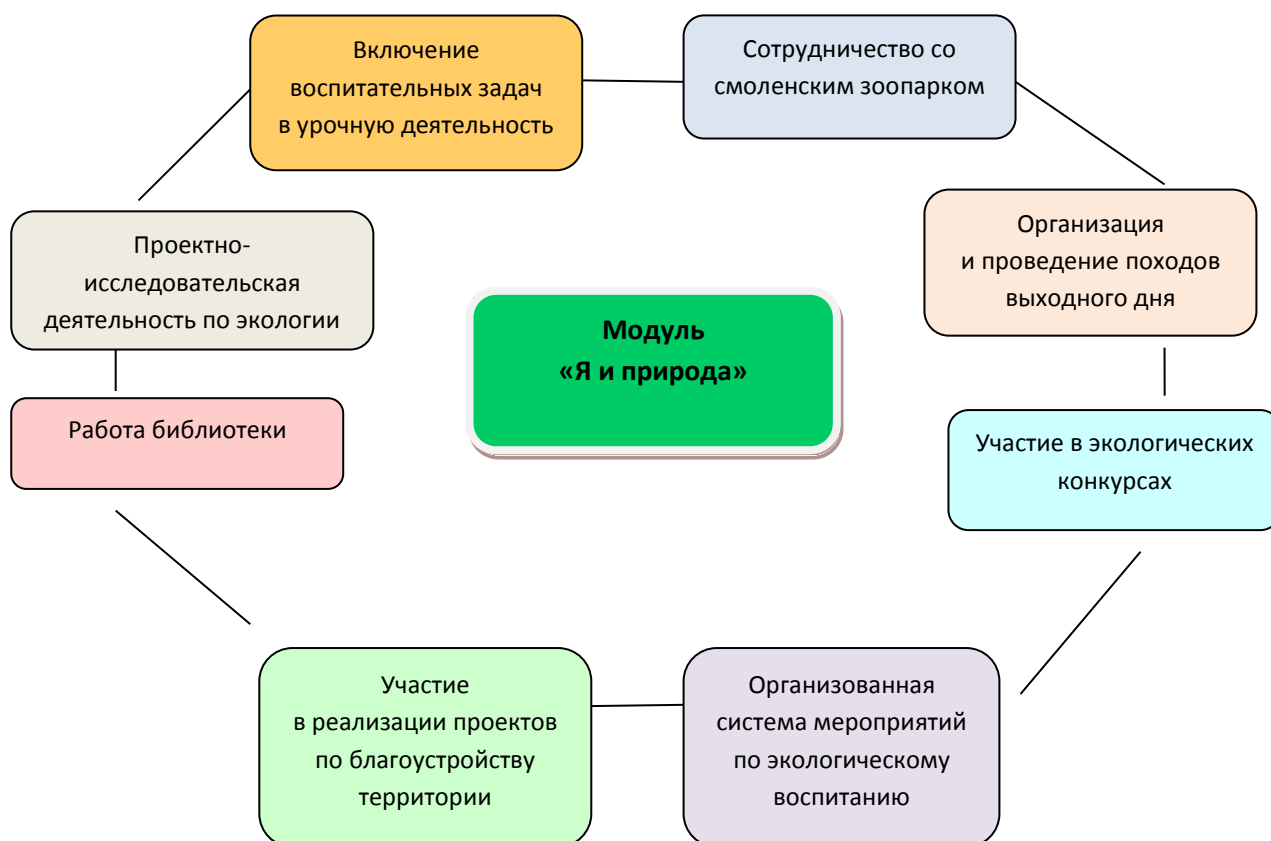 Включение
воспитательных задач
в урочную деятельность
Сотрудничество со
смоленским зоопарком
Проектно-
исследовательская
деятельность по экологии
Организация
и проведение походов
выходного дня
Модуль
«Я и природа»
Работа библиотеки
Участие в экологических
конкурсах
Участие
в реализации проектов
по благоустройству
территории
Организованная
система мероприятий
по экологическому
воспитанию